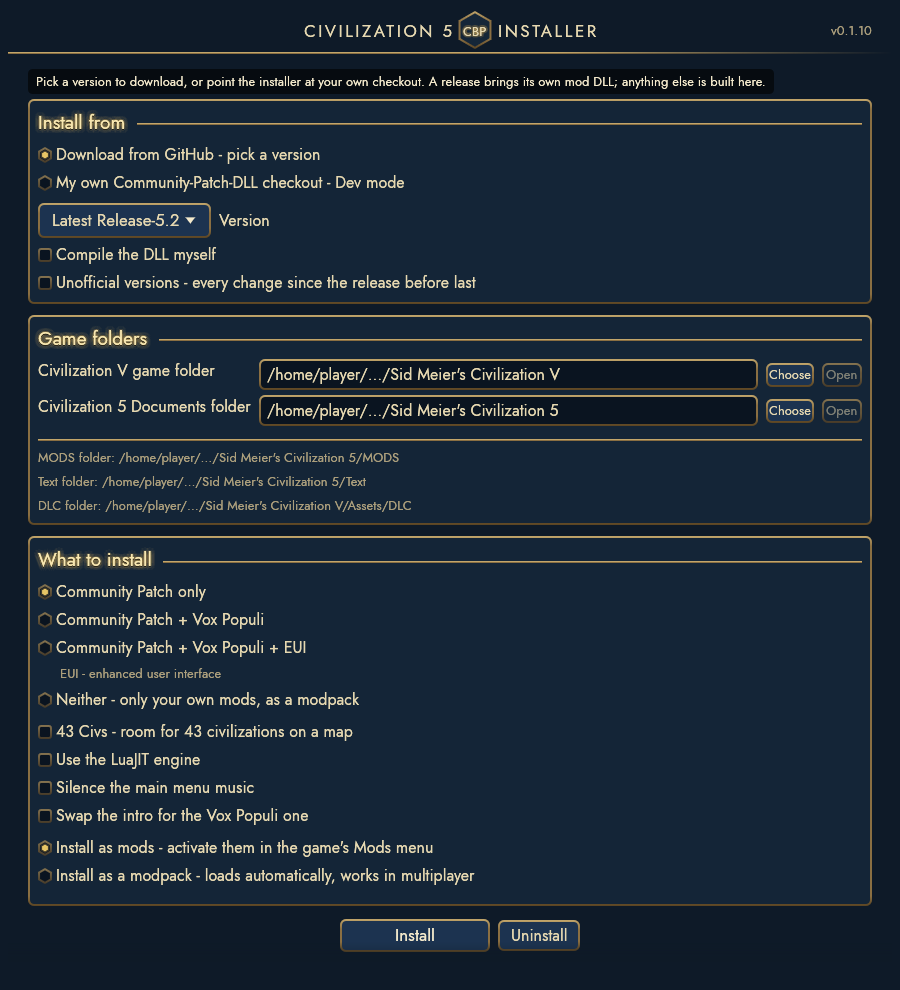 CIVILIZATION 5 CBP INSTALLER
v0.1.10
Pick a version to download, or point the installer at your own checkout. A release brings its own mod DLL; anything else is built here.
Install from
Download from GitHub - pick a version
My own Community-Patch-DLL checkout - Dev mode
Latest Release-5.2 Version
Compile the DLL myself
Unofficial versions - every change since the release before last
Game folders
Civilization V game folder /home/player/.../Sid Meier's Civilization V Choose Open
Civilization 5 Documents folder /home/player/.../Sid Meier's Civilization 5 Choose Open
MODS folder: /home/player/.../Sid Meier's Civilization 5/MODS
Text folder: /home/player/.../Sid Meier's Civilization 5/Text
DLC folder: /home/player/.../Sid Meier's Civilization V/Assets/DLC
What to install
Community Patch only
Community Patch + Vox Populi
Community Patch + Vox Populi + EUI
EUI - enhanced user interface
Neither - only your own mods, as a modpack
43 Civs - room for 43 civilizations on a map
Use the LuaJIT engine
Silence the main menu music
Swap the intro for the Vox Populi one
Install as mods - activate them in the game's Mods menu
Install as a modpack - loads automatically, works in multiplayer
Install Uninstall